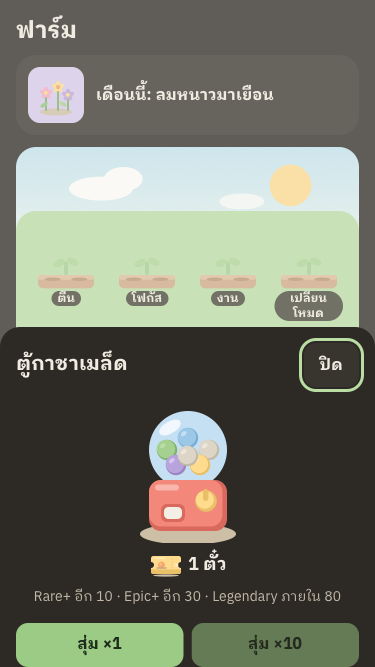 ฟาร์ม
เดือนนี้: ลมหนาวมาเยือน
ตื่น
โฟกัส
งาน
เปลี่ยน
โหมด
ตู้กาชาเมล็ด
ปิด
1 ตั๋ว
Rare+ อีก 10 · Epic+ อีก 30 · Legendary ภายใน 80
สุ่ม ×1
สุ่ม ×10